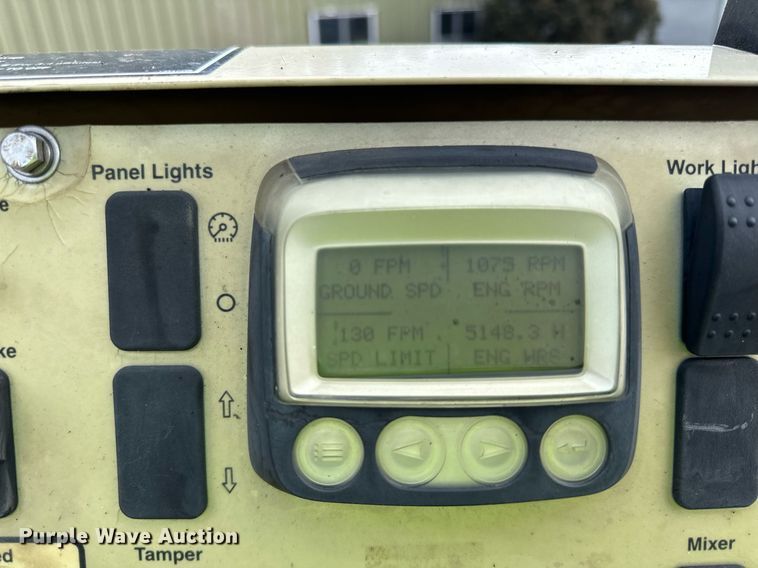 Panel Lights
Work Ligh
0 FPM 1075 RPM
GROUND SPD ENG RPM
130 FPM 5148.3 H
SPD LIMIT ENG HRS
Tamper
Mixer
Purple Wave Auction